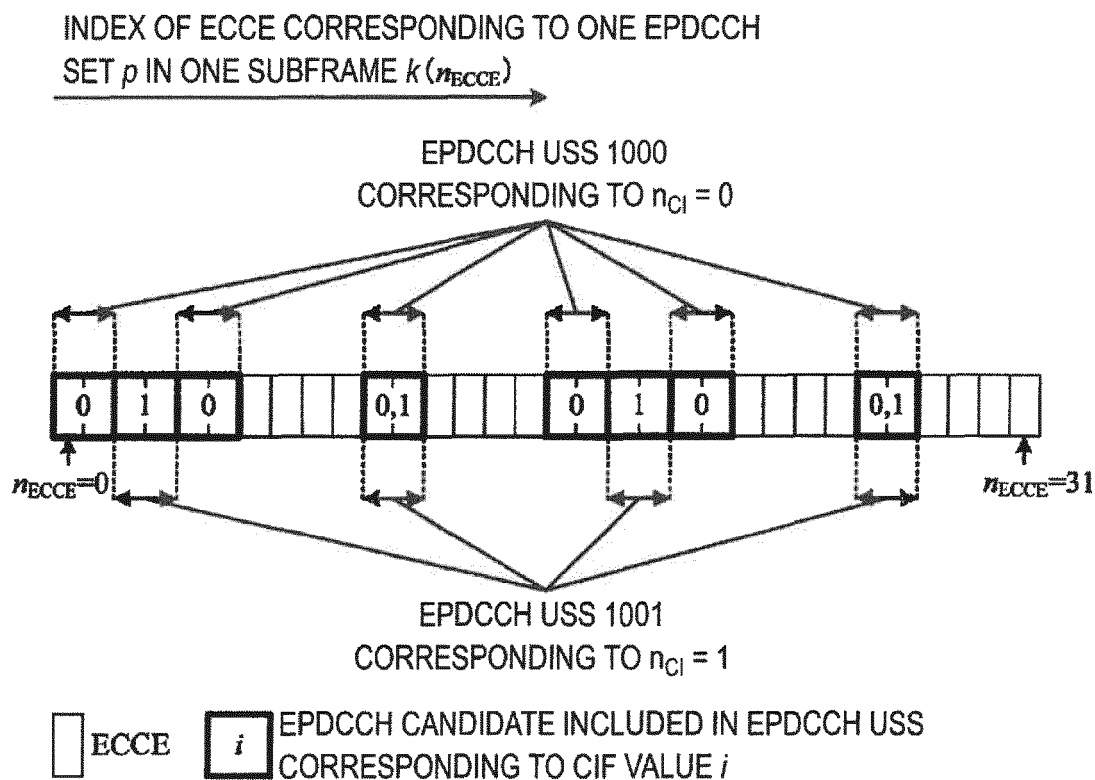 INDEX OF ECCE CORRESPONDING TO ONE EPDCCH
SET p IN ONE SUBFRAME k (nECCE)
EPDCCH USS 1000
CORRESPONDING TO nCI = 0
0 1 0 0,1 0 1 0 0,1
nECCE=0 nECCE=31
EPDCCH USS 1001
CORRESPONDING TO nCI = 1
ECCE
i
EPDCCH CANDIDATE INCLUDED IN EPDCCH USS
CORRESPONDING TO CIF VALUE i